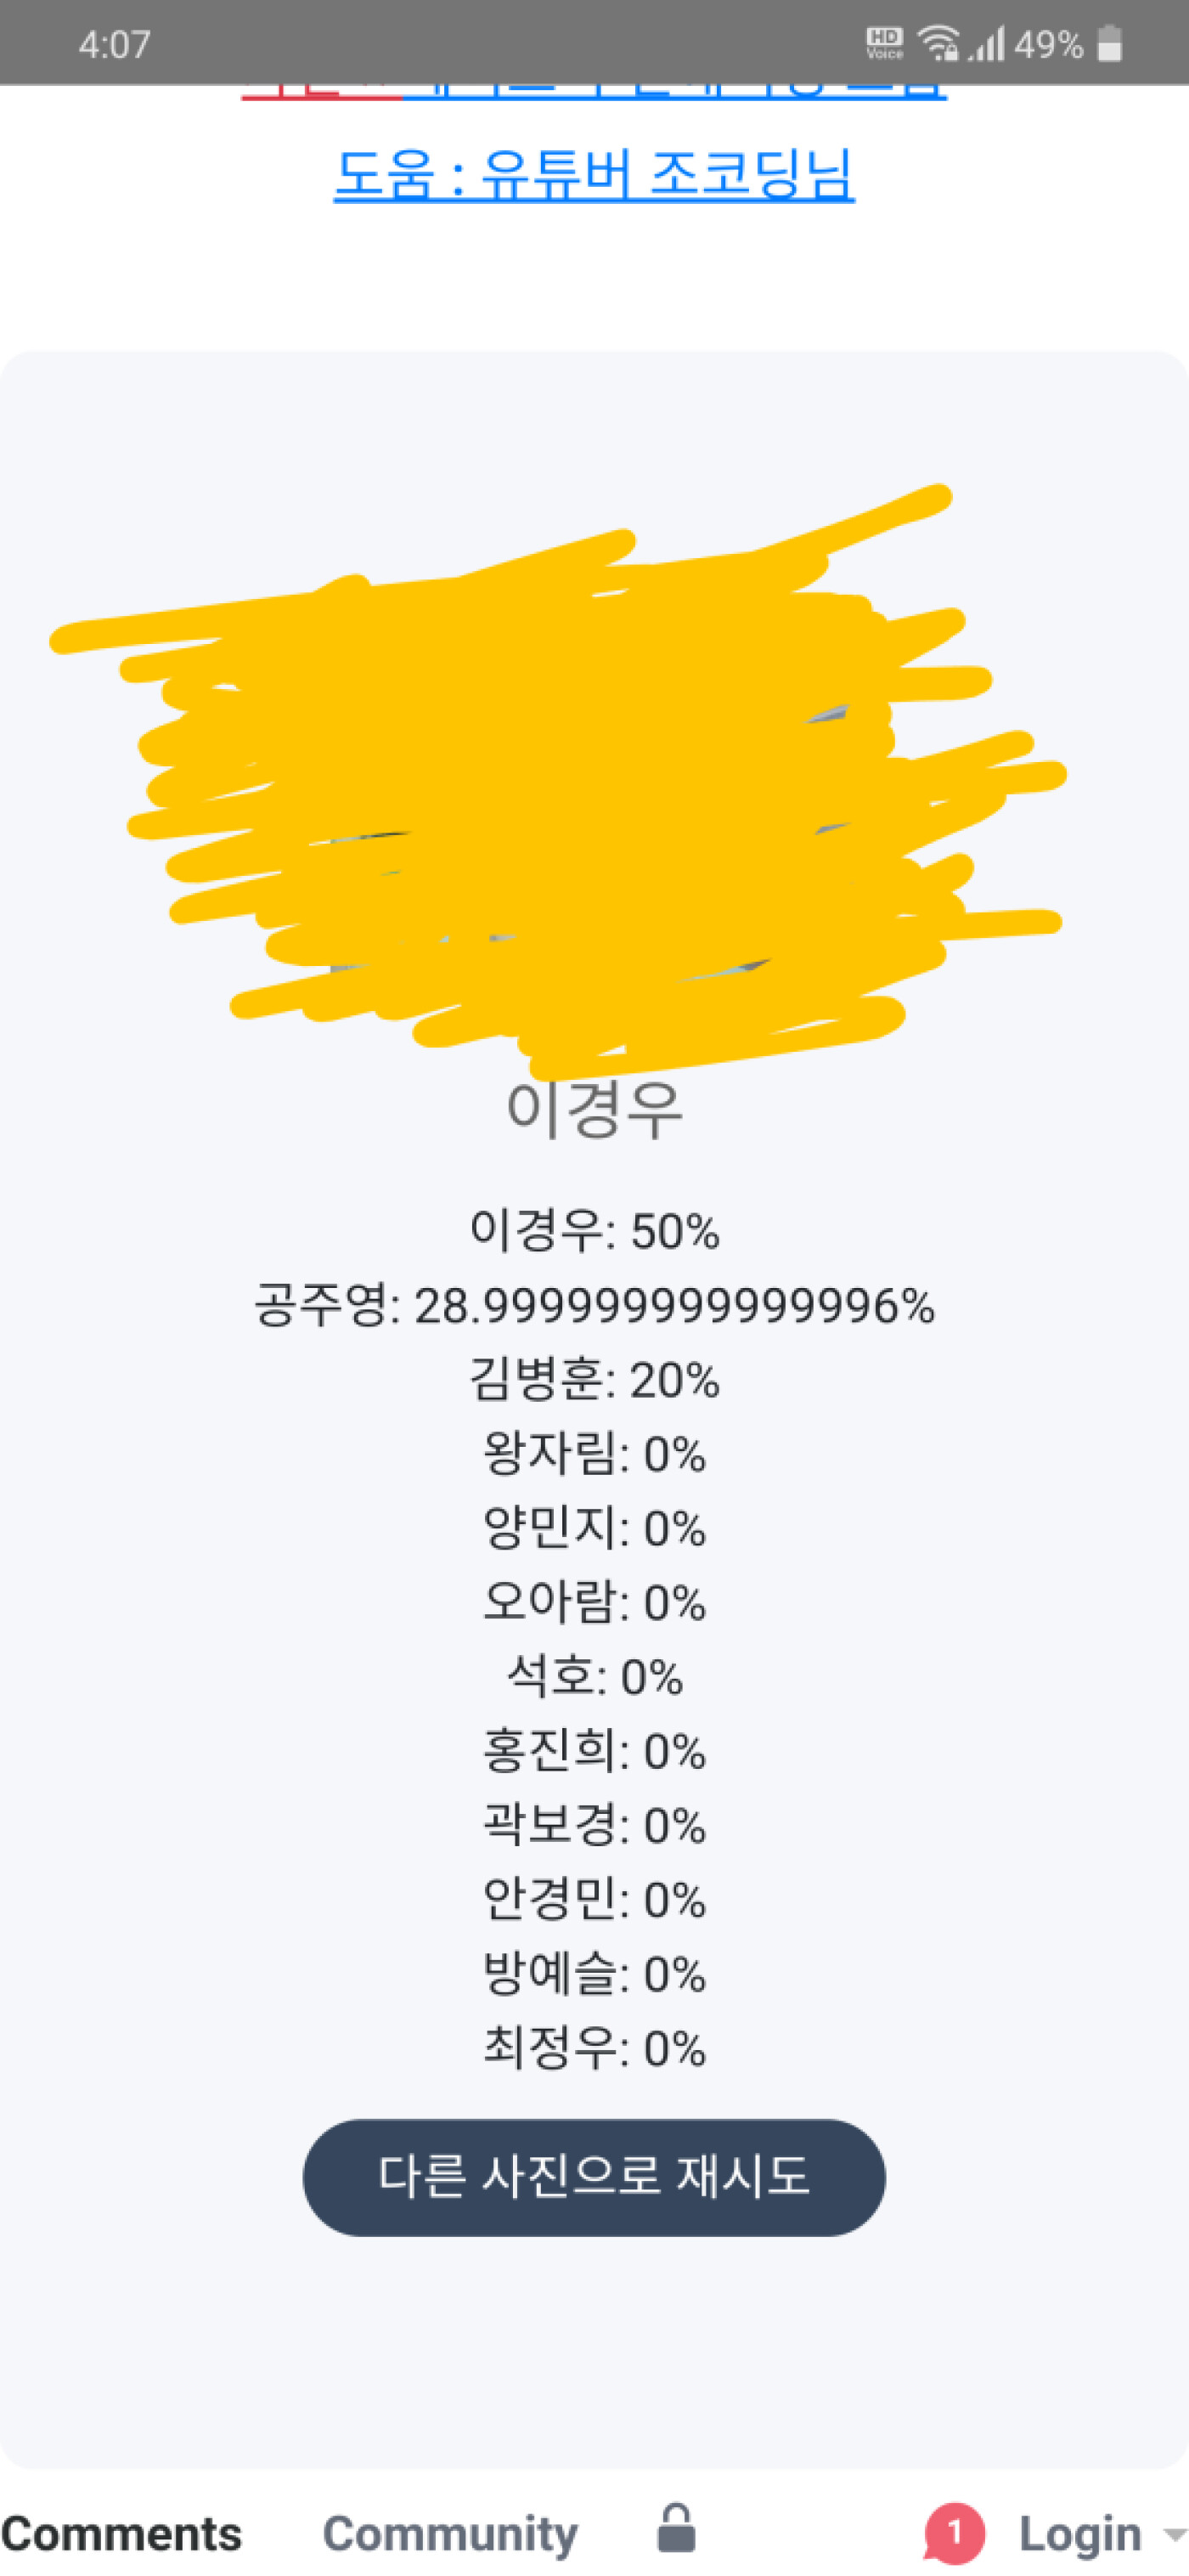 4:07 HD Voice 49%
도움 : 유튜버 조코딩님
이경우
이경우: 50%
공주영: 28.999999999999996%
김병훈: 20%
왕자림: 0%
양민지: 0%
오아람: 0%
석호: 0%
홍진희: 0%
곽보경: 0%
안경민: 0%
방예슬: 0%
최정우: 0%
다른 사진으로 재시도
Comments Community 1 Login